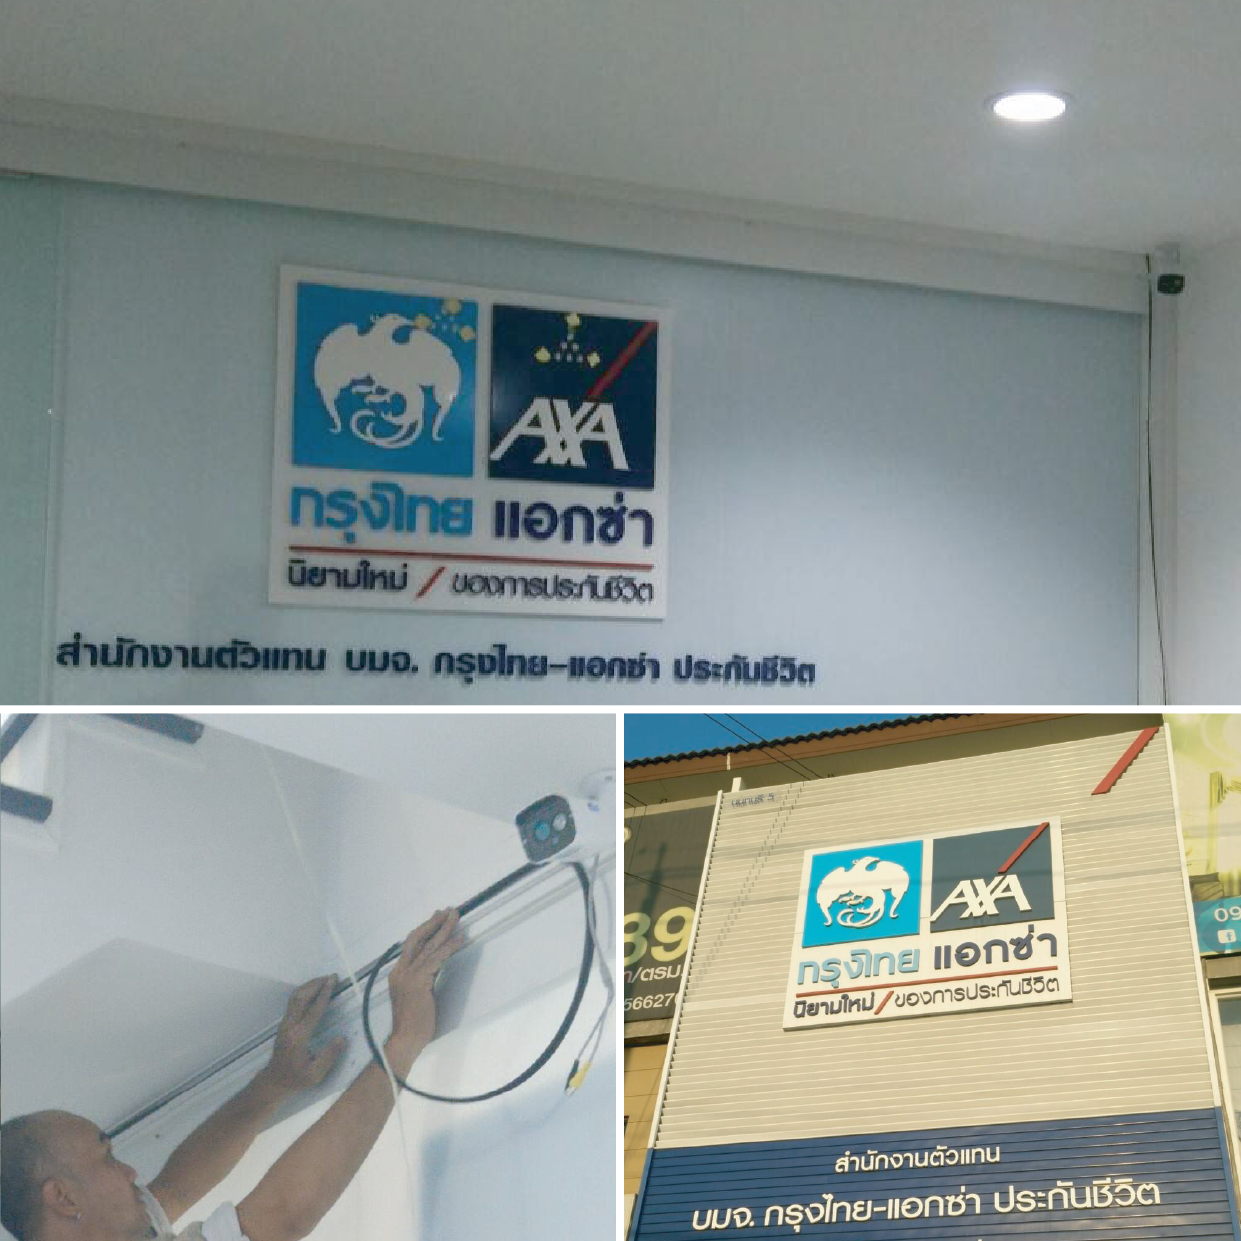 AXA
กรุงไทย แอกซ่า
นิยามใหม่ / ของการประกันชีวิต
สำนักงานตัวแทน บมจ. กรุงไทย-แอกซ่า ประกันชีวิต
AXA
กรุงไทย แอกซ่า
นิยามใหม่/ของการประกันชีวิต
89
/ตรม
56627
09
สำนักงานตัวแทน
บมจ. กรุงไทย-แอกซ่า ประกันชีวิต